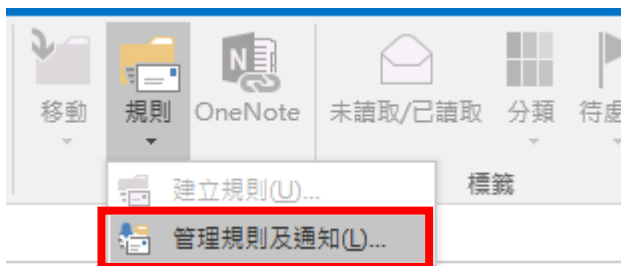 移動 規則 OneNote 未讀取/已讀取 分類 待處
標籤
建立規則(U)...
管理規則及通知(L)...